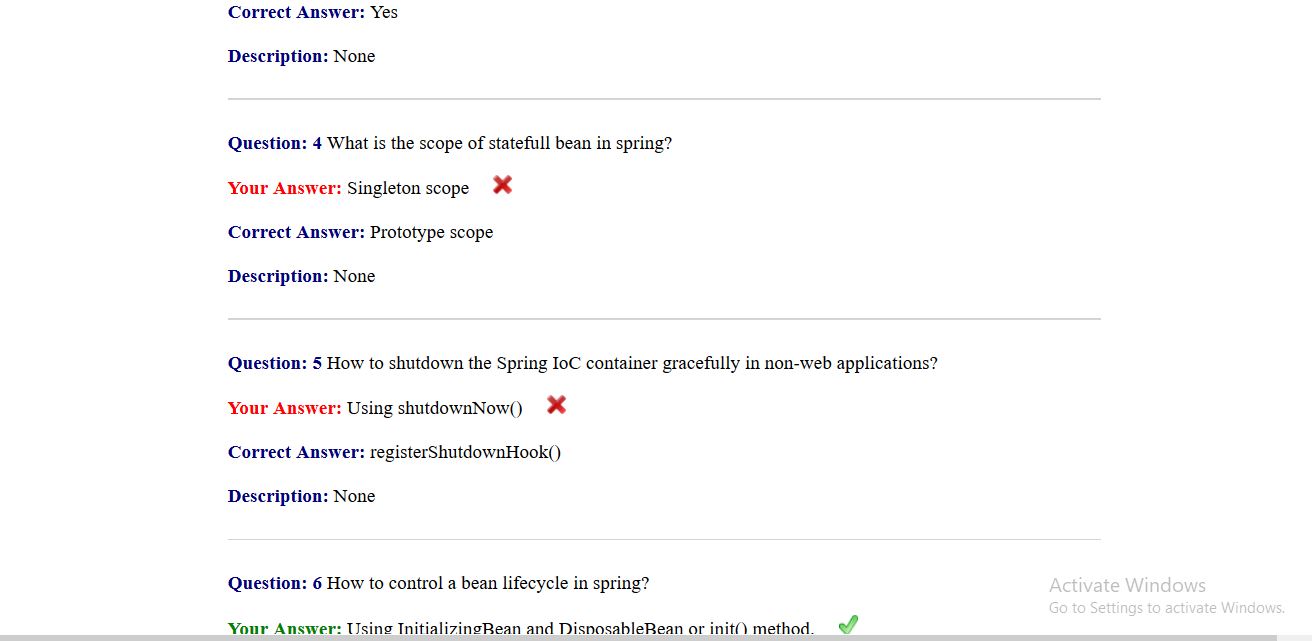 Correct Answer: Yes
Description: None
Question: 4 What is the scope of statefull bean in spring?
Your Answer: Singleton scope
Correct Answer: Prototype scope
Description: None
Question: 5 How to shutdown the Spring IoC container gracefully in non-web applications?
Your Answer: Using shutdownNow()
Correct Answer: registerShutdownHook()
Description: None
Question: 6 How to control a bean lifecycle in spring?
Your Answer: Using InitializingBean and DisposableBean or init() method.
Activate Windows
Go to Settings to activate Windows.